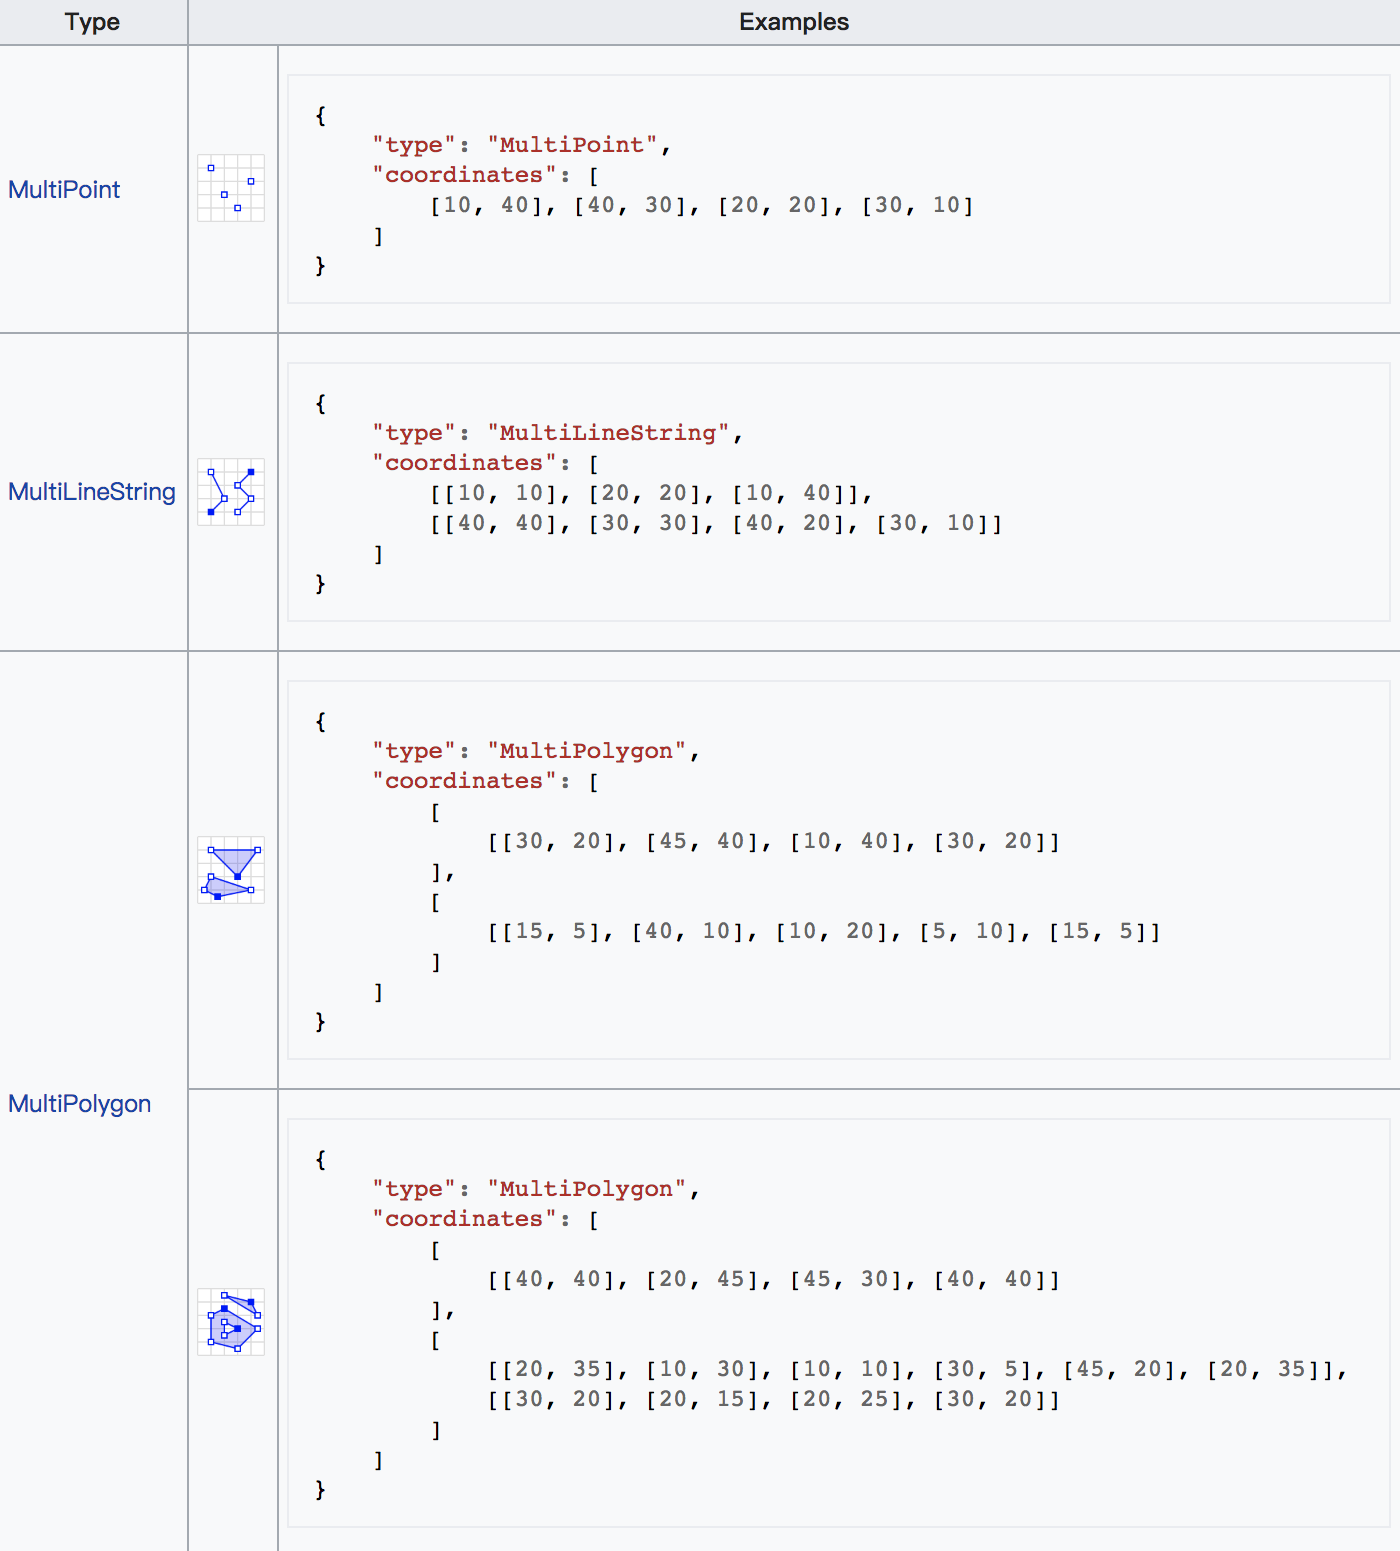 Type
Examples
MultiPoint
{
"type": "MultiPoint",
"coordinates": [
[10, 40], [40, 30], [20, 20], [30, 10]
]
}
MultiLineString
{
"type": "MultiLineString",
"coordinates": [
[[10, 10], [20, 20], [10, 40]],
[[40, 40], [30, 30], [40, 20], [30, 10]]
]
}
MultiPolygon
{
"type": "MultiPolygon",
"coordinates": [
[
[[30, 20], [45, 40], [10, 40], [30, 20]]
],
[
[[15, 5], [40, 10], [10, 20], [5, 10], [15, 5]]
]
]
}
{
"type": "MultiPolygon",
"coordinates": [
[
[[40, 40], [20, 45], [45, 30], [40, 40]]
],
[
[[20, 35], [10, 30], [10, 10], [30, 5], [45, 20], [20, 35]],
[[30, 20], [20, 15], [20, 25], [30, 20]]
]
]
}